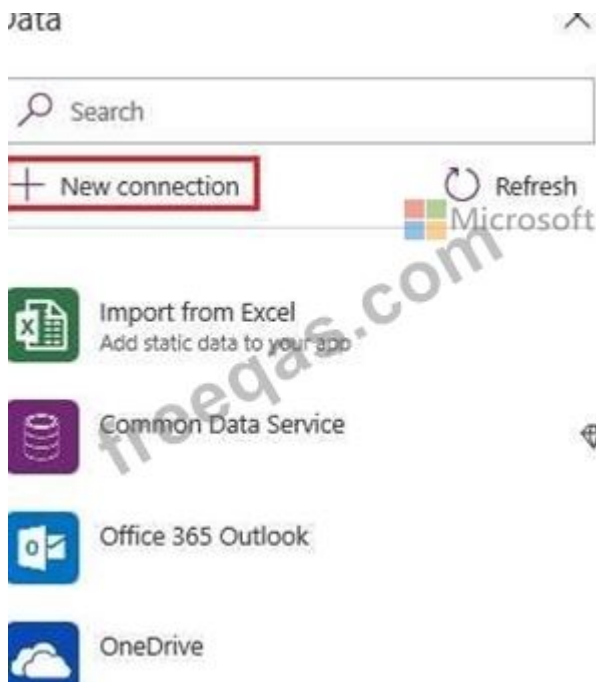 Data
Search
New connection
Refresh
Microsoft
Import from Excel
Add static data to your app
freeqas.com
Common Data Service
Office 365 Outlook
OneDrive